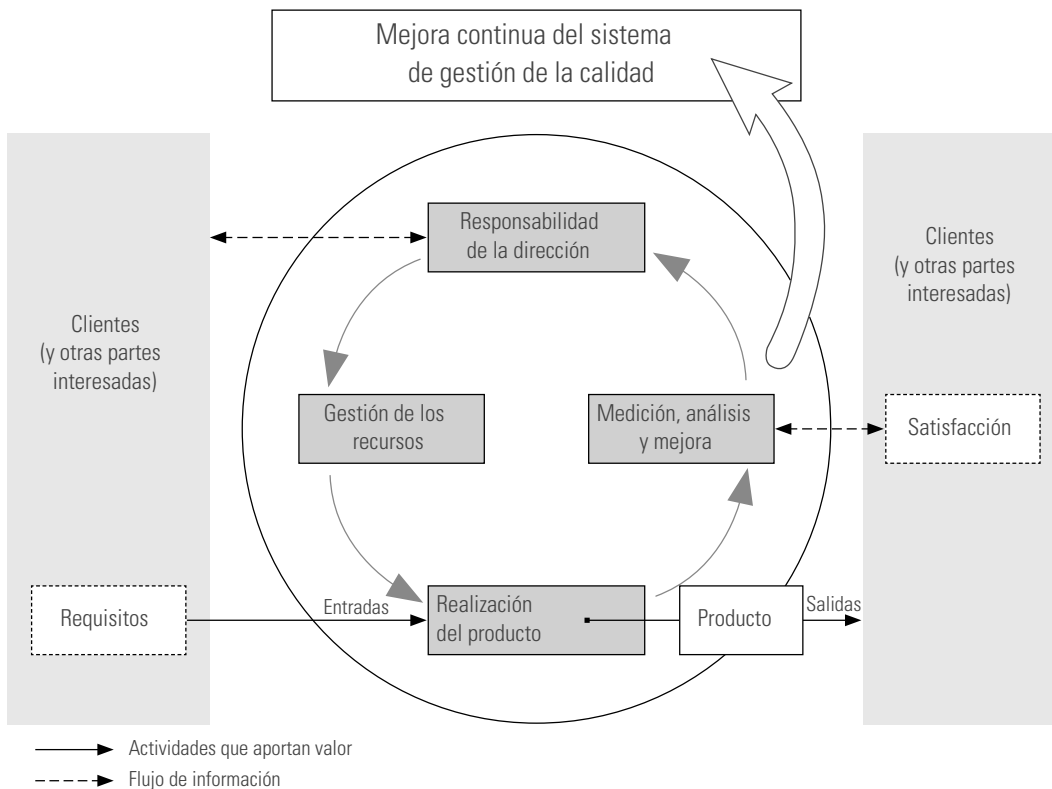 Mejora continua del sistema
de gestión de la calidad
Responsabilidad
de la dirección
Clientes
(y otras partes
interesadas)
Clientes
(y otras partes
interesadas)
Gestión de los
recursos
Medición, análisis
y mejora
Satisfacción
Requisitos
Entradas
Realización
del producto
Producto
Salidas
Actividades que aportan valor
Flujo de información